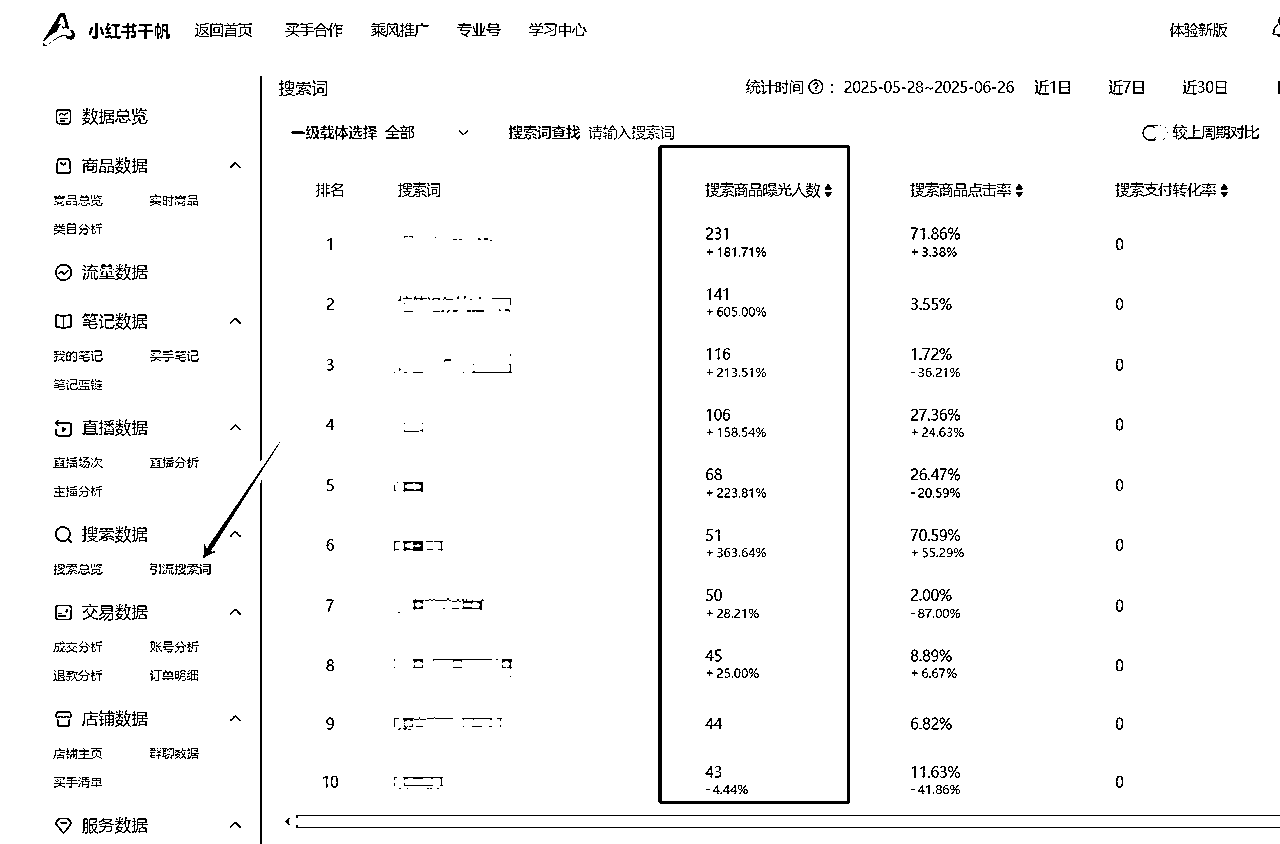 小红书千帆 返回首页 买手合作 乘风推广 专业号 学习中心 体验新版
搜索词 统计时间 ? : 2025-05-28~2025-06-26 近1日 近7日 近30日
一级载体选择 全部 搜索词查找 请输入搜索词 较上周期对比
数据总览
商品数据
商品总览 实时商品
类目分析
流量数据
笔记数据
我的笔记 买手笔记
笔记蓝链
直播数据
直播场次 直播分析
主播分析
搜索数据
搜索总览 引流搜索词
交易数据
成交分析 账号分析
退款分析 订单明细
店铺数据
店铺主页 群聊数据
买手清单
服务数据
排名 搜索词 搜索商品曝光人数 搜索商品点击率 搜索支付转化率
1 231 71.86% 0
+181.71% +3.38%
2 141 3.55% 0
+605.00%
3 116 1.72% 0
+213.51% -36.21%
4 106 27.36% 0
+158.54% +24.63%
5 68 26.47% 0
+223.81% -20.59%
6 51 70.59% 0
+363.64% +55.29%
7 50 2.00% 0
+28.21% -87.00%
8 45 8.89% 0
+25.00% +6.67%
9 44 6.82% 0
10 43 11.63% 0
-4.44% -41.86%